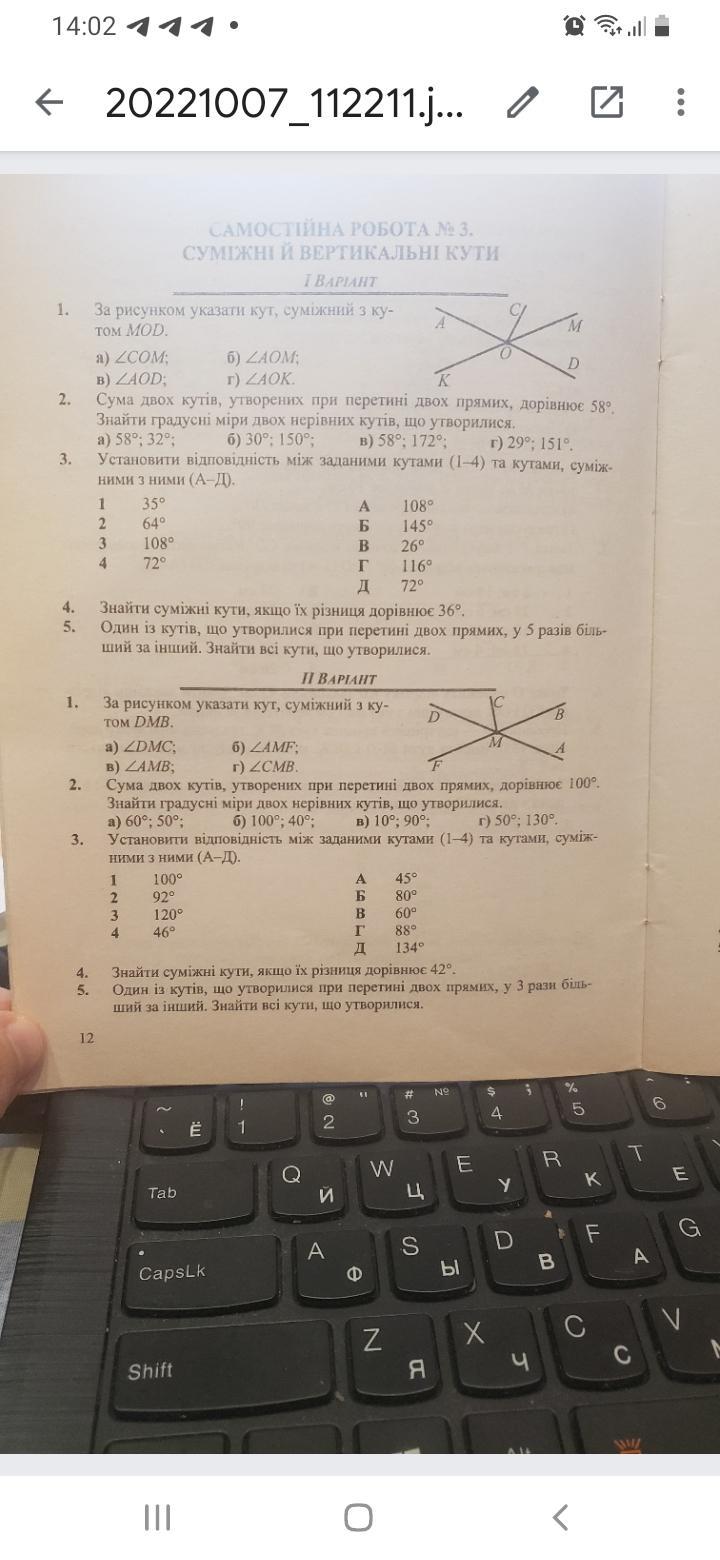 14:02
20221007_112211.j...
САМОСТІЙНА РОБОТА № 3.
СУМІЖНІ Й ВЕРТИКАЛЬНІ КУТИ
I ВАРІАНТ
1. За рисунком указати кут, суміжний з ку-
том MOD.
а) ∠COM; б) ∠AOM;
в) ∠AOD; г) ∠AOK.
A C M O K D
2. Сума двох кутів, утворених при перетині двох прямих, дорівнює 58°.
Знайти градусні міри двох нерівних кутів, що утворилися.
а) 58°; 32°; б) 30°; 150°; в) 58°; 172°; г) 29°; 151°.
3. Установити відповідність між заданими кутами (1–4) та кутами, суміж-
ними з ними (А–Д).
1 35° А 108°
2 64° Б 145°
3 108° В 26°
4 72° Г 116°
Д 72°
4. Знайти суміжні кути, якщо їх різниця дорівнює 36°.
5. Один із кутів, що утворилися при перетині двох прямих, у 5 разів біль-
ший за інший. Знайти всі кути, що утворилися.
II ВАРІАНТ
1. За рисунком указати кут, суміжний з ку-
том DMB.
а) ∠DMC; б) ∠AMF;
в) ∠AMB; г) ∠CMB.
D C B M F A
2. Сума двох кутів, утворених при перетині двох прямих, дорівнює 100°.
Знайти градусні міри двох нерівних кутів, що утворилися.
а) 60°; 50°; б) 100°; 40°; в) 10°; 90°; г) 50°; 130°.
3. Установити відповідність між заданими кутами (1–4) та кутами, суміж-
ними з ними (А–Д).
1 100° А 45°
2 92° Б 80°
3 120° В 60°
4 46° Г 88°
Д 134°
4. Знайти суміжні кути, якщо їх різниця дорівнює 42°.
5. Один із кутів, що утворилися при перетині двох прямих, у 3 рази біль-
ший за інший. Знайти всі кути, що утворилися.
12
~ ! @ " # № $ ; % ^ :
` Ё 1 2 3 4 5 6
Tab Q Й W Ц E У R К T Е
CapsLk A Ф S Ы D В F А G
Shift Z Я X Ч C С V